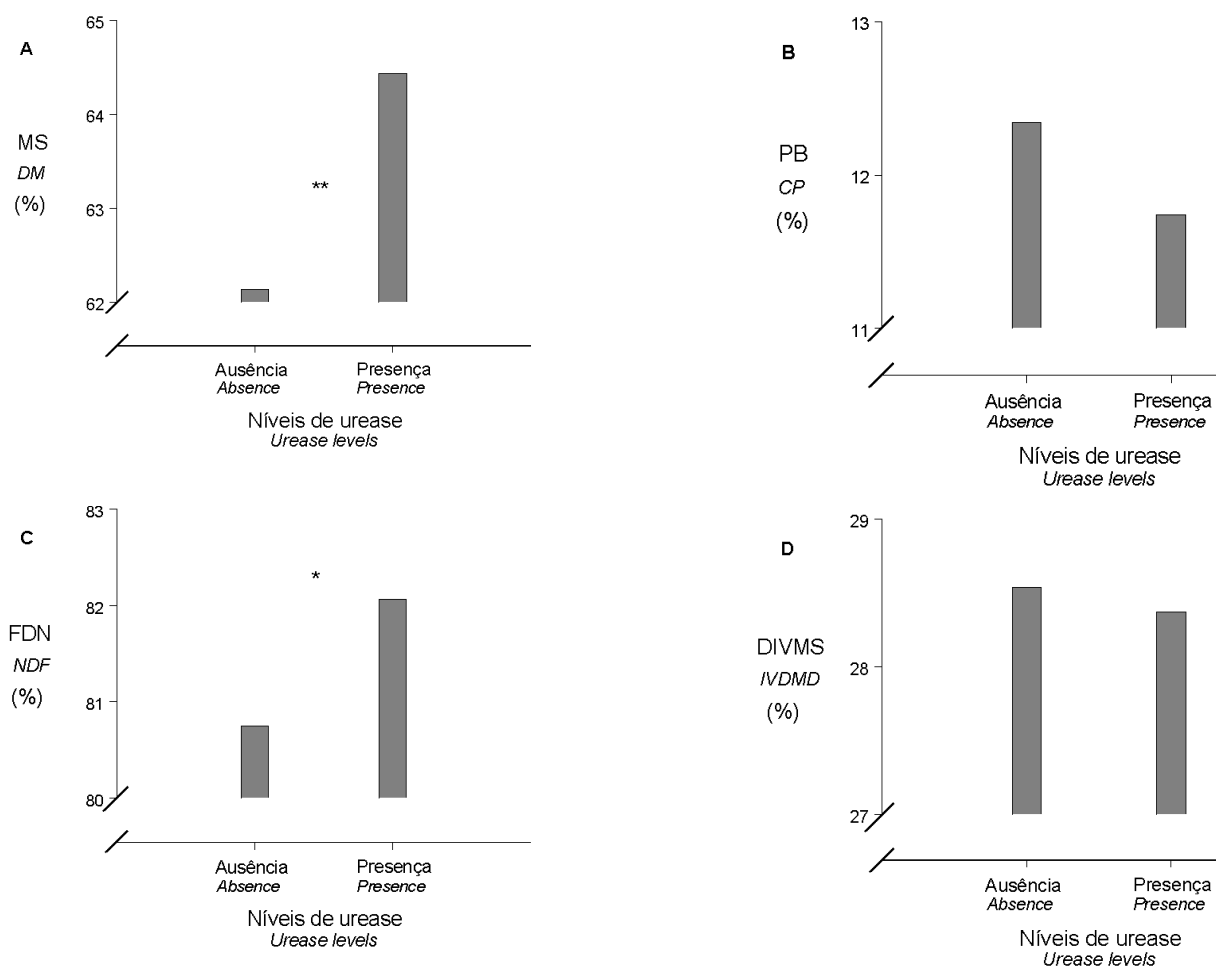 A
MS
DM
(%)
65
64
63
62
**
Ausência
Absence
Presença
Presence
Níveis de urease
Urease levels
B
PB
CP
(%)
13
12
11
Ausência
Absence
Presença
Presence
Níveis de urease
Urease levels
C
FDN
NDF
(%)
83
82
81
80
*
Ausência
Absence
Presença
Presence
Níveis de urease
Urease levels
D
DIVMS
IVDMD
(%)
29
28
27
Ausência
Absence
Presença
Presence
Níveis de urease
Urease levels